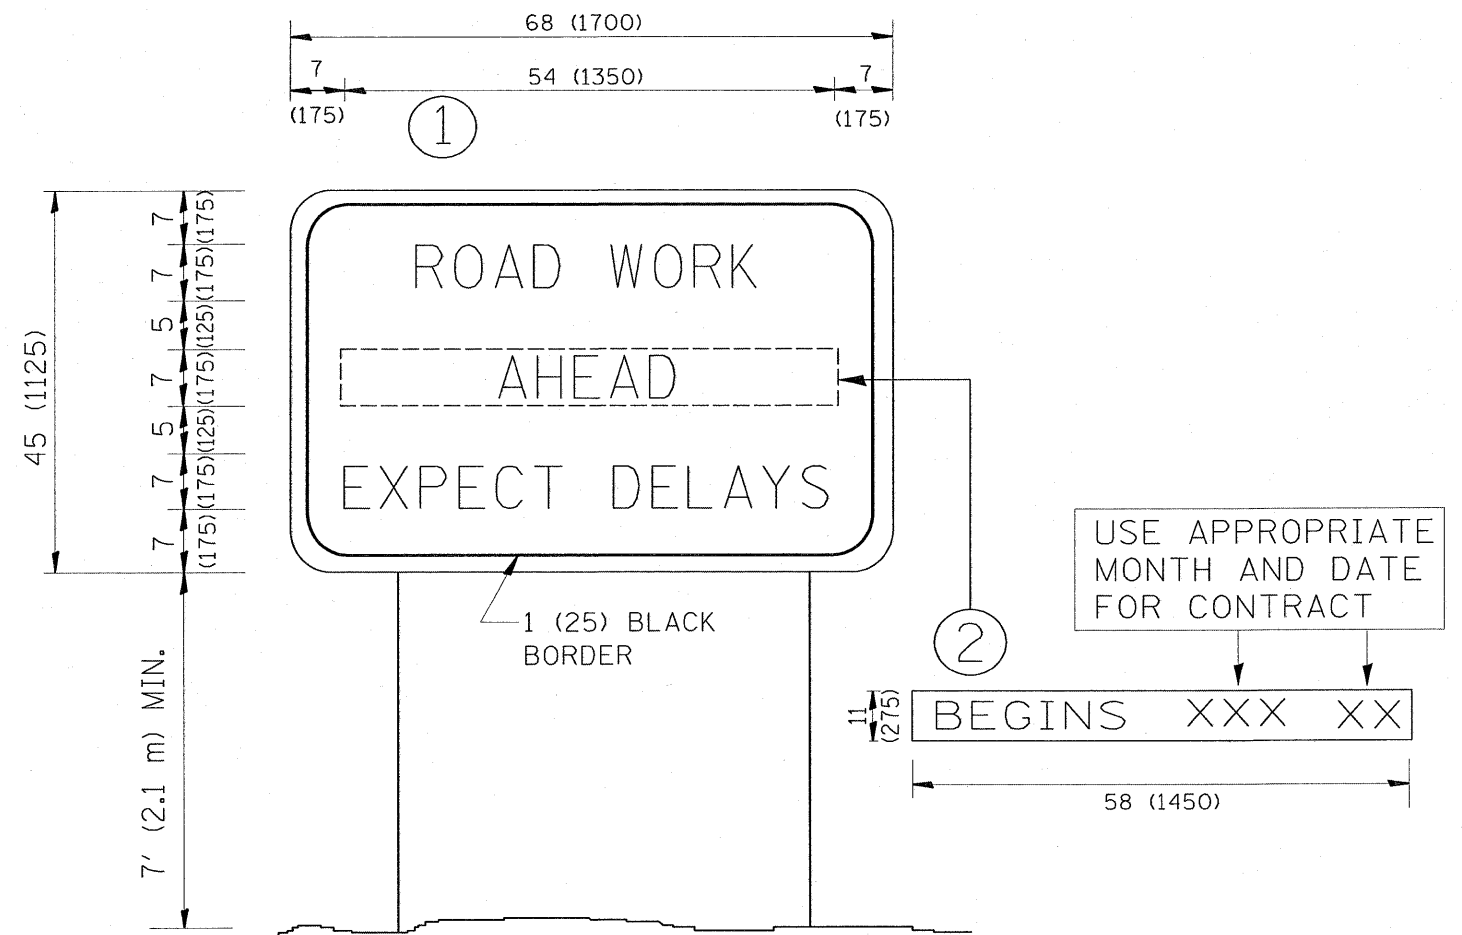 68 (1700)
7
54 (1350)
7
(175)
(175)
1
ROAD WORK
AHEAD
EXPECT DELAYS
7
(175)
7
(175)
5
(125)
7
(175)
5
(125)
7
(175)
7
(175)
45 (1125)
7' (2.1 m) MIN.
1 (25) BLACK
BORDER
2
USE APPROPRIATE
MONTH AND DATE
FOR CONTRACT
11
(275)
BEGINS XXX XX
58 (1450)